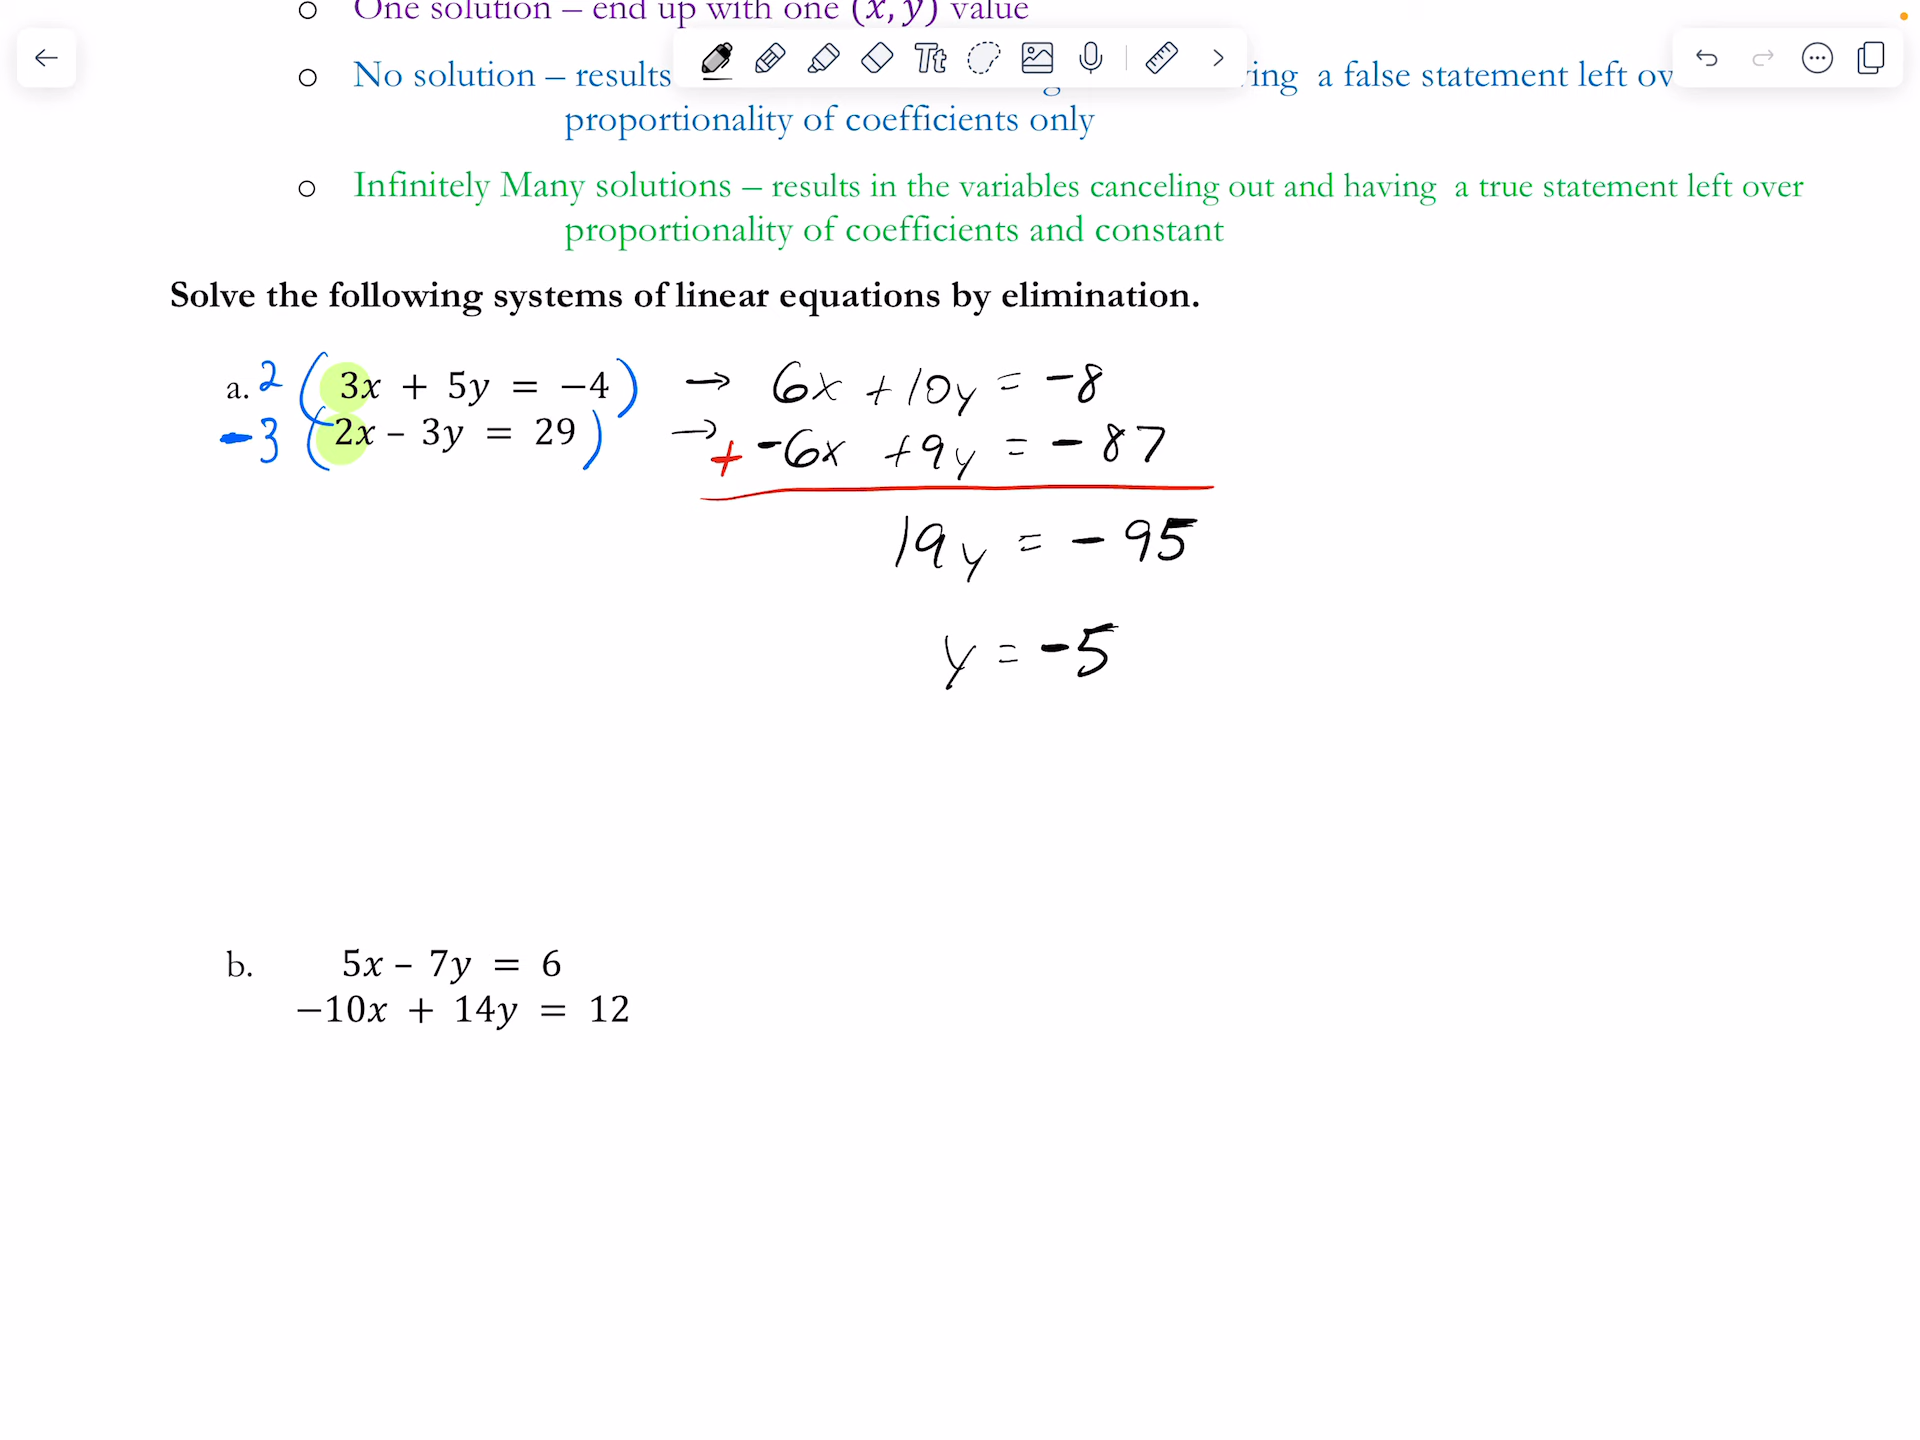 One solution – end up with one (x, y) value
No solution – results ing a false statement left ov
proportionality of coefficients only
Infinitely Many solutions – results in the variables canceling out and having a true statement left over
proportionality of coefficients and constant
Solve the following systems of linear equations by elimination.
a. 2 ( 3x + 5y = −4 ) → 6x + 10y = -8
-3 ( 2x – 3y = 29 ) → + -6x + 9y = -87
19y = -95
y = -5
b. 5x – 7y = 6
−10x + 14y = 12